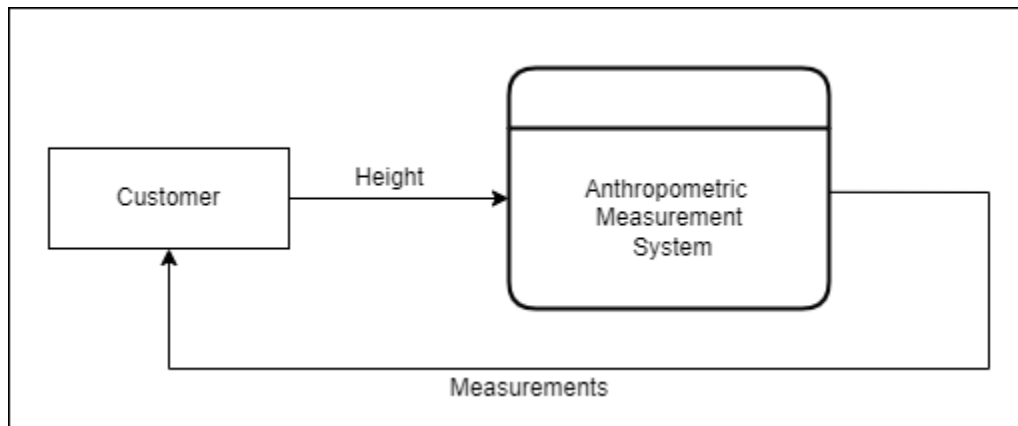 Customer
Height
Anthropometric
Measurement
System
Measurements